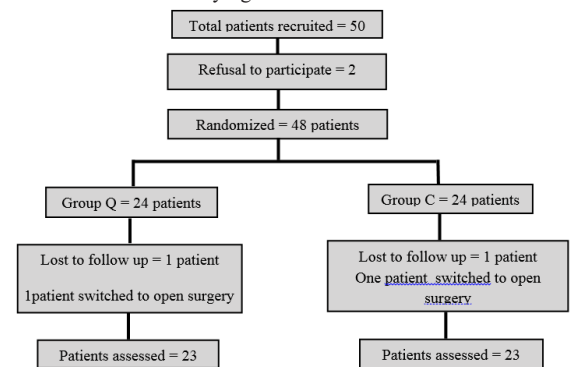 Total patients recruited = 50
Refusal to participate = 2
Randomized = 48 patients
Group Q = 24 patients
Group C = 24 patients
Lost to follow up = 1 patient
1patient switched to open surgery
Lost to follow up = 1 patient
One patient switched to open
surgery
Patients assessed = 23
Patients assessed = 23